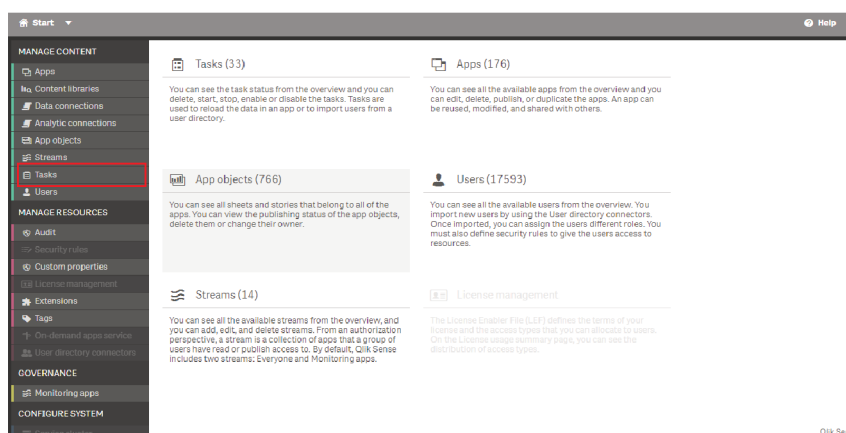 Start
Help
MANAGE CONTENT
Apps
Content libraries
Data connections
Analytic connections
App objects
Streams
Tasks
Users
MANAGE RESOURCES
Audit
Security rules
Custom properties
License management
Extensions
Tags
On-demand apps service
User directory connectors
GOVERNANCE
Monitoring apps
CONFIGURE SYSTEM
Tasks (33)
You can see the task status from the overview and you can
delete, start, stop, enable or disable the tasks. Tasks are
used to reload the data in an app or to import users from a
user directory.
Apps (176)
You can see all the available apps from the overview and you
can edit, delete, publish, or duplicate the apps. An app can
be reused, modified, and shared with others.
App objects (766)
You can see all sheets and stories that belong to all of the
apps. You can view the publishing status of the app objects,
delete them or change their owner.
Users (17593)
You can see all the available users from the overview. You
import new users by using the User directory connectors.
Once imported, you can assign the users different roles. You
must also define security rules to give the users access to
resources.
Streams (14)
You can see all the available streams from the overview, and
you can add, edit, and delete streams. From an authorization
perspective, a stream is a collection of apps that a group of
users have read or publish access to. By default, Qlik Sense
includes two streams: Everyone and Monitoring apps.
License management
The License Enabler File (LEF) defines the terms of your
license and the access types that you can allocate to users.
On the License usage summary page, you can see the
distribution of access types.